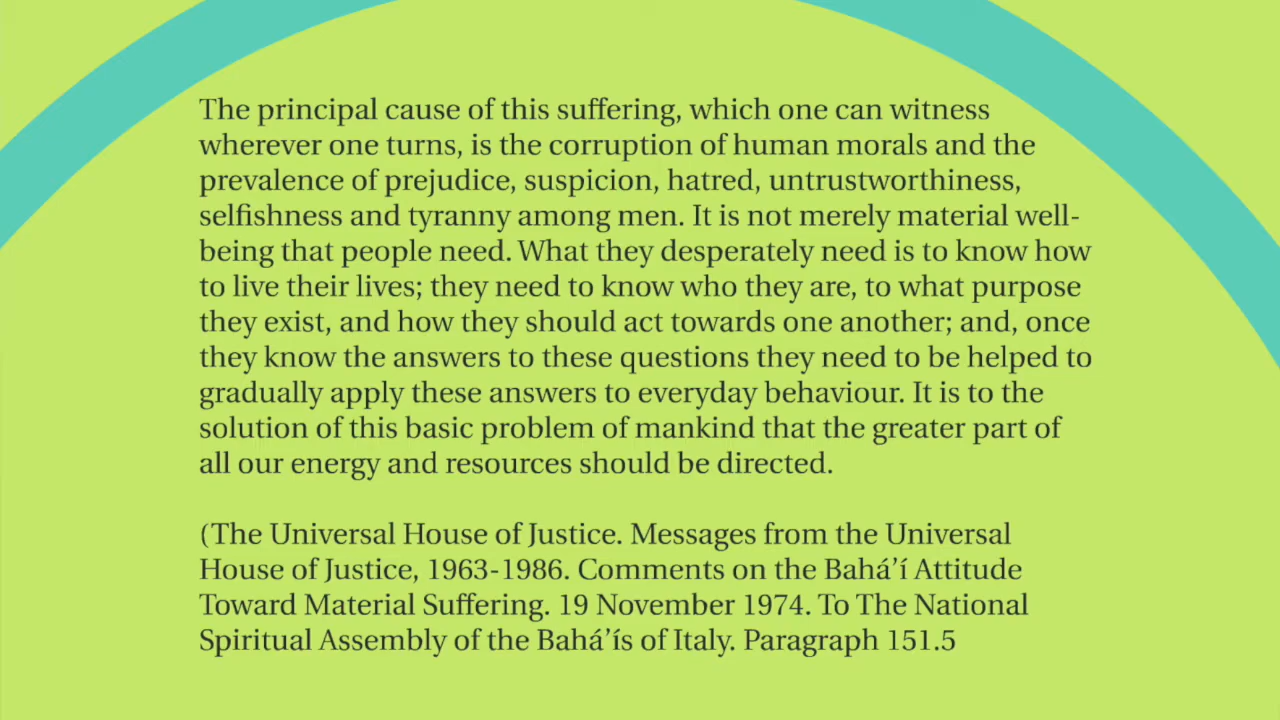 The principal cause of this suffering, which one can witness
wherever one turns, is the corruption of human morals and the
prevalence of prejudice, suspicion, hatred, untrustworthiness,
selfishness and tyranny among men. It is not merely material well-
being that people need. What they desperately need is to know how
to live their lives; they need to know who they are, to what purpose
they exist, and how they should act towards one another; and, once
they know the answers to these questions they need to be helped to
gradually apply these answers to everyday behaviour. It is to the
solution of this basic problem of mankind that the greater part of
all our energy and resources should be directed.
(The Universal House of Justice. Messages from the Universal
House of Justice, 1963-1986. Comments on the Bahá’í Attitude
Toward Material Suffering. 19 November 1974. To The National
Spiritual Assembly of the Bahá’ís of Italy. Paragraph 151.5